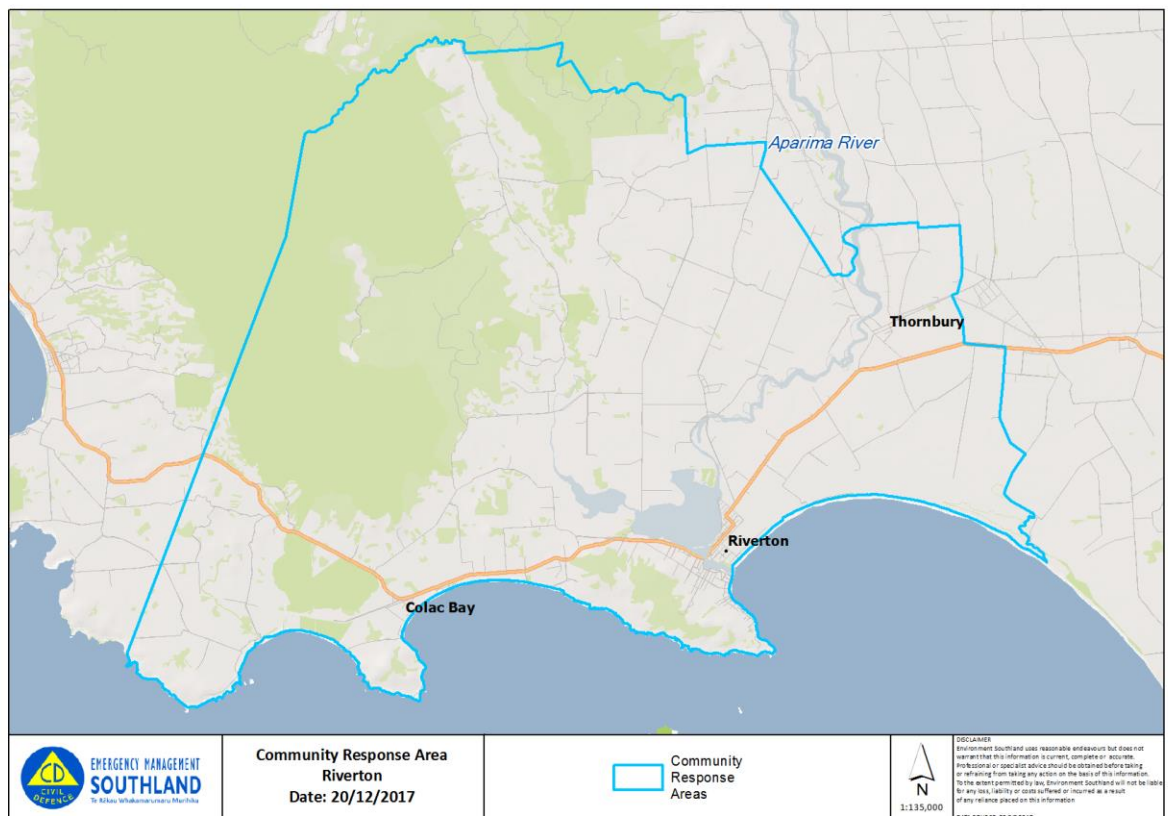 Aparima River
Thornbury
Riverton
Colac Bay
CD
CIVIL
DEFENCE
EMERGENCY MANAGEMENT
SOUTHLAND
Community Response Area
Riverton
Date: 20/12/2017
Community
Response
Areas
N
1:135,000
DISCLAIMER
Environment Southland uses reasonable endeavours but does not
warrant that this information is current, complete or accurate.
Professional or specialist advice should be obtained before taking
or refraining from taking any action on the basis of this information.
To the extent permitted by law, Environment Southland will not be liable
for any loss, liability or costs suffered or incurred as a result
of any reliance placed on this information